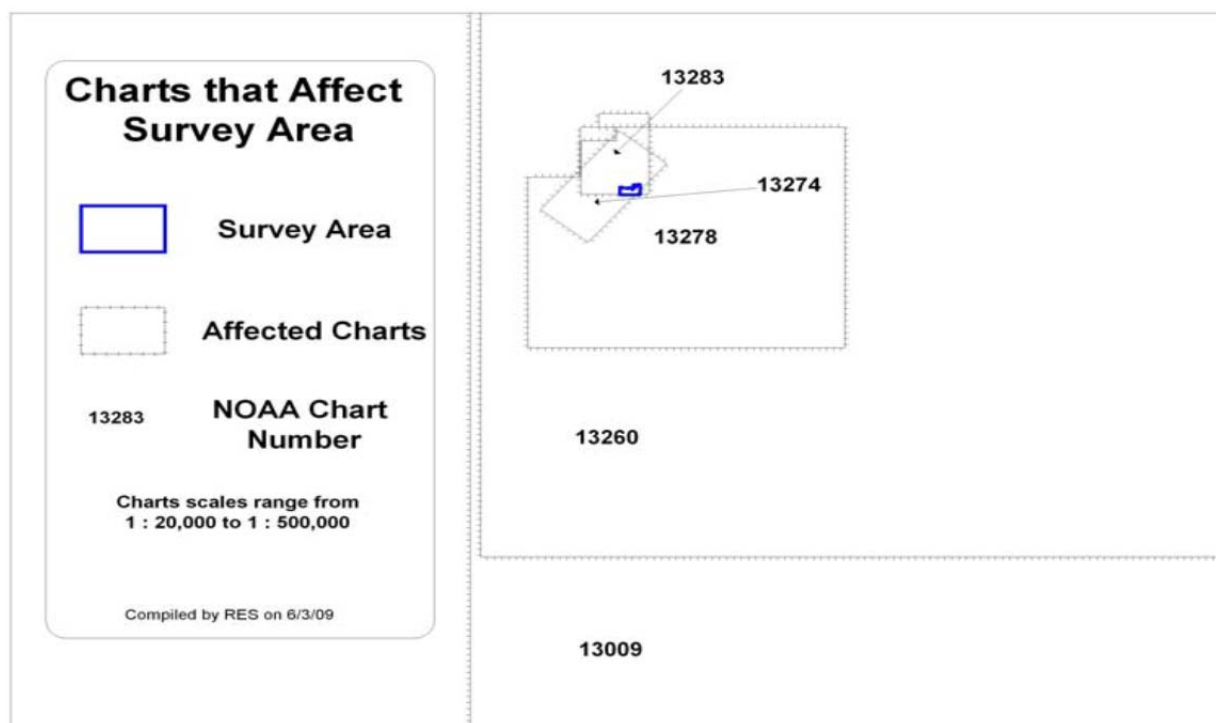 Charts that Affect
Survey Area
Survey Area
Affected Charts
13283
NOAA Chart
Number
Charts scales range from
1 : 20,000 to 1 : 500,000
Compiled by RES on 6/3/09
13283
13274
13278
13260
13009